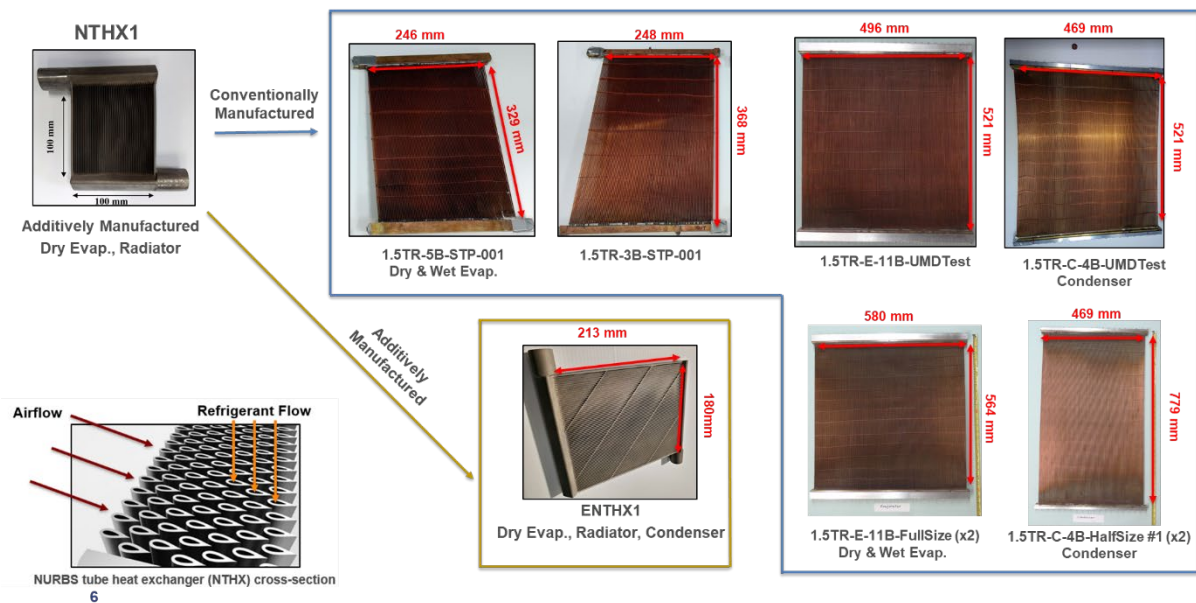 NTHX1
100 mm
100 mm
Additively Manufactured
Dry Evap., Radiator
Conventionally
Manufactured
246 mm
329 mm
1.5TR-5B-STP-001
Dry & Wet Evap.
248 mm
368 mm
1.5TR-3B-STP-001
496 mm
521 mm
1.5TR-E-11B-UMDTest
469 mm
521 mm
1.5TR-C-4B-UMDTest
Condenser
Additively
Manufactured
213 mm
180mm
ENTHX1
Dry Evap., Radiator, Condenser
580 mm
564 mm
1.5TR-E-11B-FullSize (x2)
Dry & Wet Evap.
469 mm
779 mm
1.5TR-C-4B-HalfSize #1 (x2)
Condenser
Airflow
Refrigerant Flow
NURBS tube heat exchanger (NTHX) cross-section
6